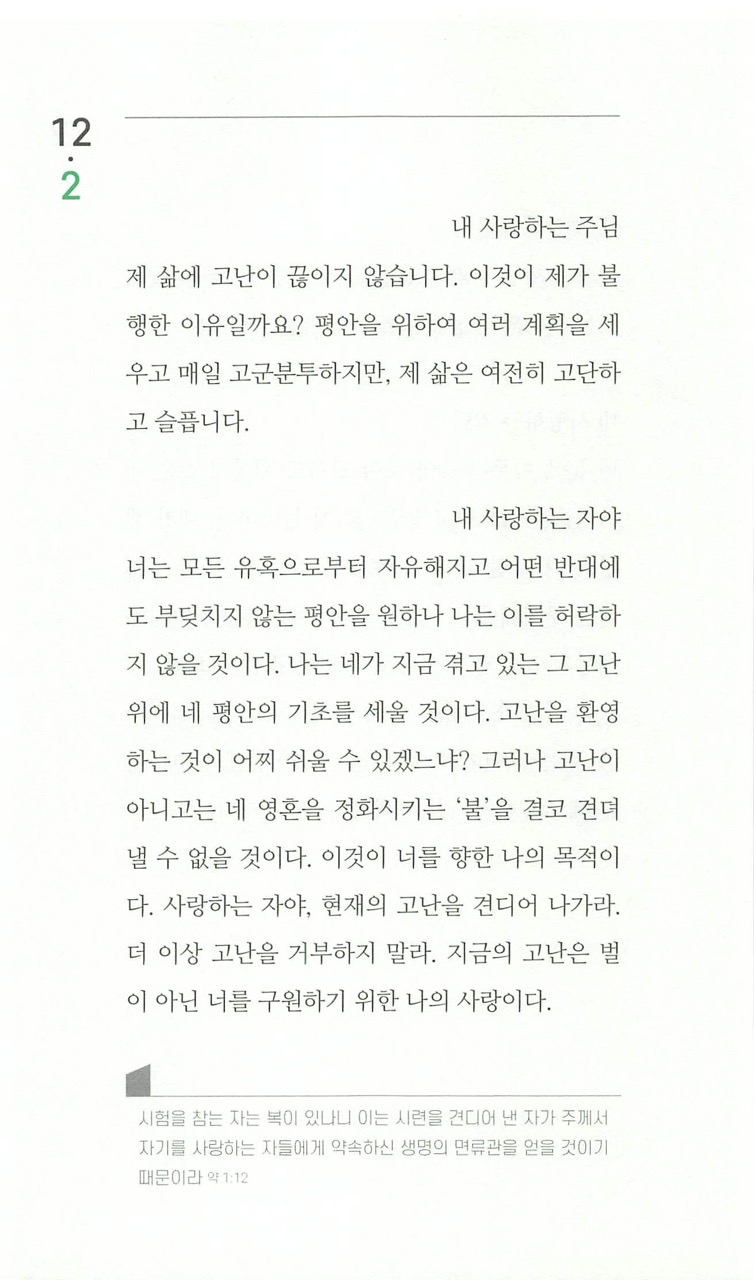 12
·
2
내 사랑하는 주님
제 삶에 고난이 끊이지 않습니다. 이것이 제가 불
행한 이유일까요? 평안을 위하여 여러 계획을 세
우고 매일 고군분투하지만, 제 삶은 여전히 고단하
고 슬픕니다.
내 사랑하는 자야
너는 모든 유혹으로부터 자유해지고 어떤 반대에
도 부딪치지 않는 평안을 원하나 나는 이를 허락하
지 않을 것이다. 나는 네가 지금 겪고 있는 그 고난
위에 네 평안의 기초를 세울 것이다. 고난을 환영
하는 것이 어찌 쉬울 수 있겠느냐? 그러나 고난이
아니고는 네 영혼을 정화시키는 ‘불’을 결코 견뎌
낼 수 없을 것이다. 이것이 너를 향한 나의 목적이
다. 사랑하는 자야, 현재의 고난을 견디어 나가라.
더 이상 고난을 거부하지 말라. 지금의 고난은 벌
이 아닌 너를 구원하기 위한 나의 사랑이다.
시험을 참는 자는 복이 있나니 이는 시련을 견디어 낸 자가 주께서
자기를 사랑하는 자들에게 약속하신 생명의 면류관을 얻을 것이기
때문이라 약 1:12